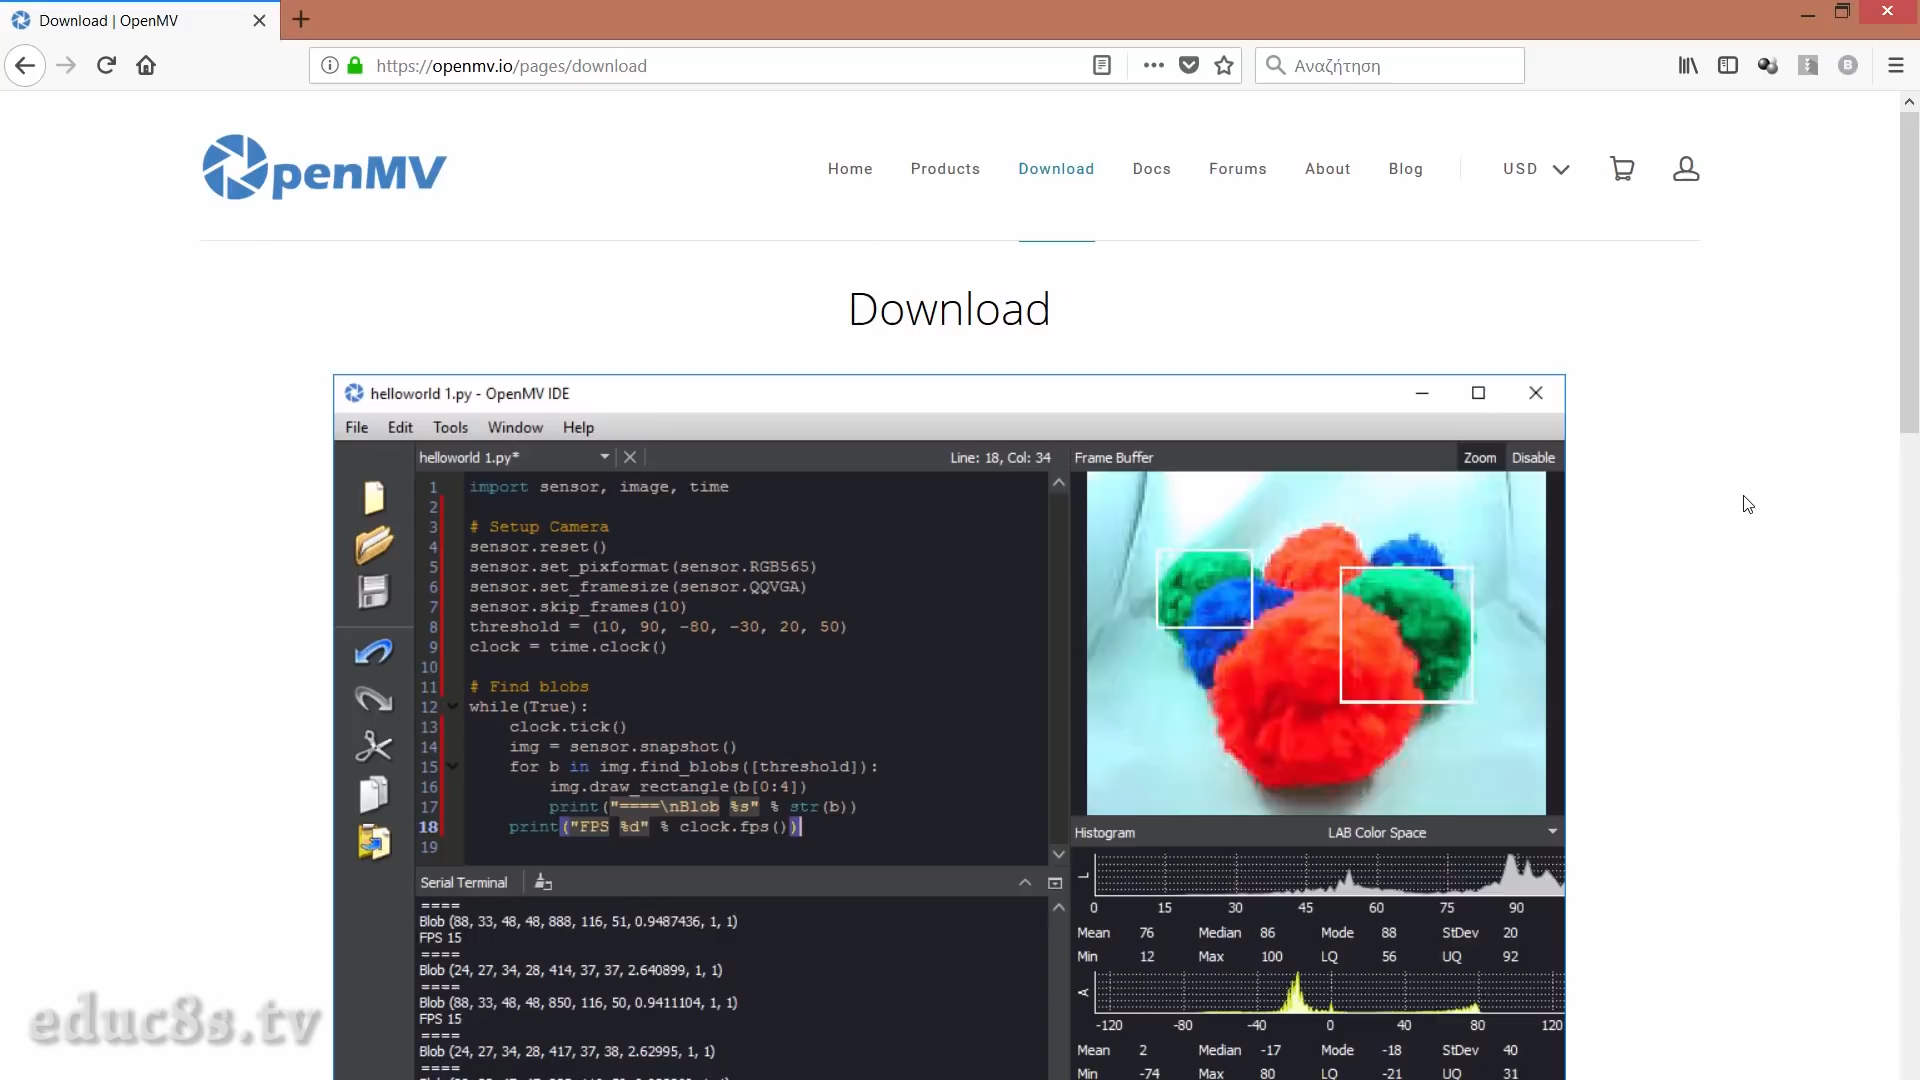 Download | OpenMV
https://openmv.io/pages/download
Αναζήτηση
B
OpenMV
Home Products Download Docs Forums About Blog USD
Download
helloworld 1.py - OpenMV IDE
File Edit Tools Window Help
helloworld 1.py* Line: 18, Col: 34 Frame Buffer Zoom Disable
1 import sensor, image, time
2
3 # Setup Camera
4 sensor.reset()
5 sensor.set_pixformat(sensor.RGB565)
6 sensor.set_framesize(sensor.QQVGA)
7 sensor.skip_frames(10)
8 threshold = (10, 90, -80, -30, 20, 50)
9 clock = time.clock()
10
11 # Find blobs
12 while(True):
13 clock.tick()
14 img = sensor.snapshot()
15 for b in img.find_blobs([threshold]):
16 img.draw_rectangle(b[0:4])
17 print("====\nBlob %s" % str(b))
18 print("FPS %d" % clock.fps())
19
Serial Terminal
====
Blob (88, 33, 48, 48, 888, 116, 51, 0.9487436, 1, 1)
FPS 15
====
Blob (24, 27, 34, 28, 414, 37, 37, 2.640899, 1, 1)
====
Blob (88, 33, 48, 48, 850, 116, 50, 0.9411104, 1, 1)
FPS 15
====
Blob (24, 27, 34, 28, 417, 37, 38, 2.62995, 1, 1)
====
Histogram LAB Color Space
L
0 15 30 45 60 75 90
Mean 76 Median 86 Mode 88 StDev 20
Min 12 Max 100 LQ 56 UQ 92
A
-120 -80 -40 0 40 80 120
Mean 2 Median -17 Mode -18 StDev 40
Min -74 Max 80 LQ -21 UQ 31
educ8s.tv